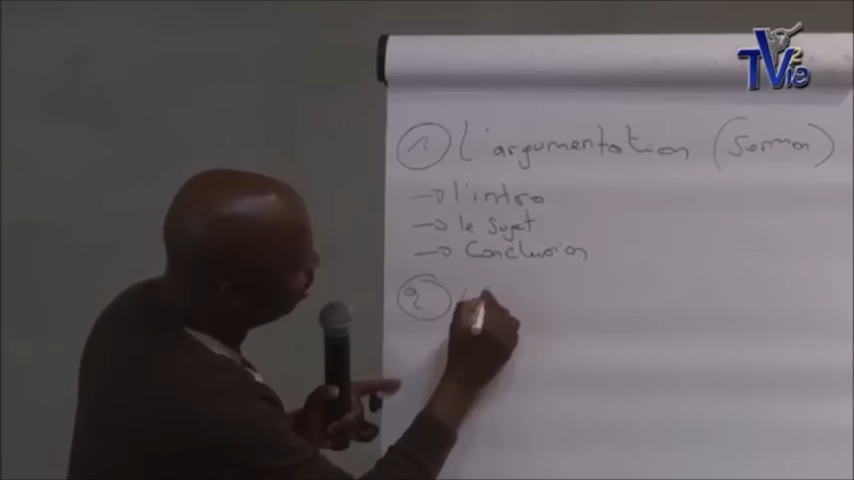 TV2Vie
1 L'argumentation (Sermon)
→ l'intro
→ le Sujet
→ Conclusion
2